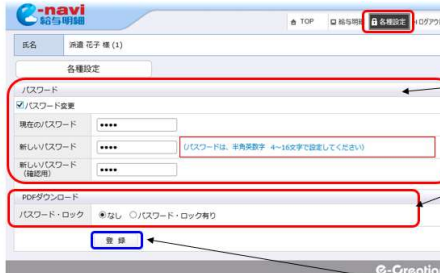 e-navi
給与明細
TOP 給与明細 各種設定 ログアウ
氏名 派遣 花子 様 (1)
各種設定
パスワード
パスワード変更
現在のパスワード ••••
新しいパスワード •••• (パスワードは、半角英数字 4～16文字で設定してください)
新しいパスワード ••••
(確認用)
PDFダウンロード
パスワード・ロック なし パスワード・ロック有り
登 録
e-Creation